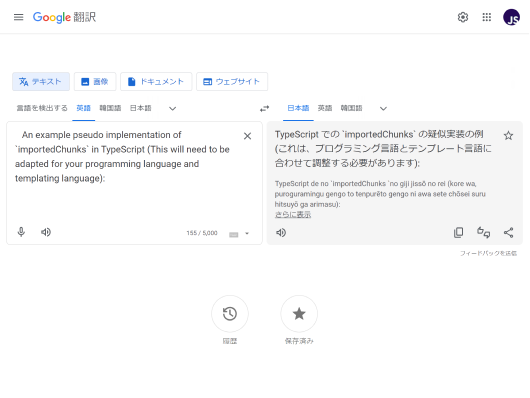 Google 翻訳
JS
テキスト
画像
ドキュメント
ウェブサイト
言語を検出する 英語 韓国語 日本語
日本語 英語 韓国語
An example pseudo implementation of
`importedChunks` in TypeScript (This will need to be
adapted for your programming language and
templating language):
155 / 5,000
TypeScript での `importedChunks` の疑似実装の例
(これは、プログラミング言語とテンプレート言語に
合わせて調整する必要があります):
TypeScript de no `importedChunks `no giji jissō no rei (kore wa,
puroguramingu gengo to tenpurēto gengo ni awa sete chōsei suru
hitsuyō ga arimasu):
さらに表示
フィードバックを送信
履歴
保存済み